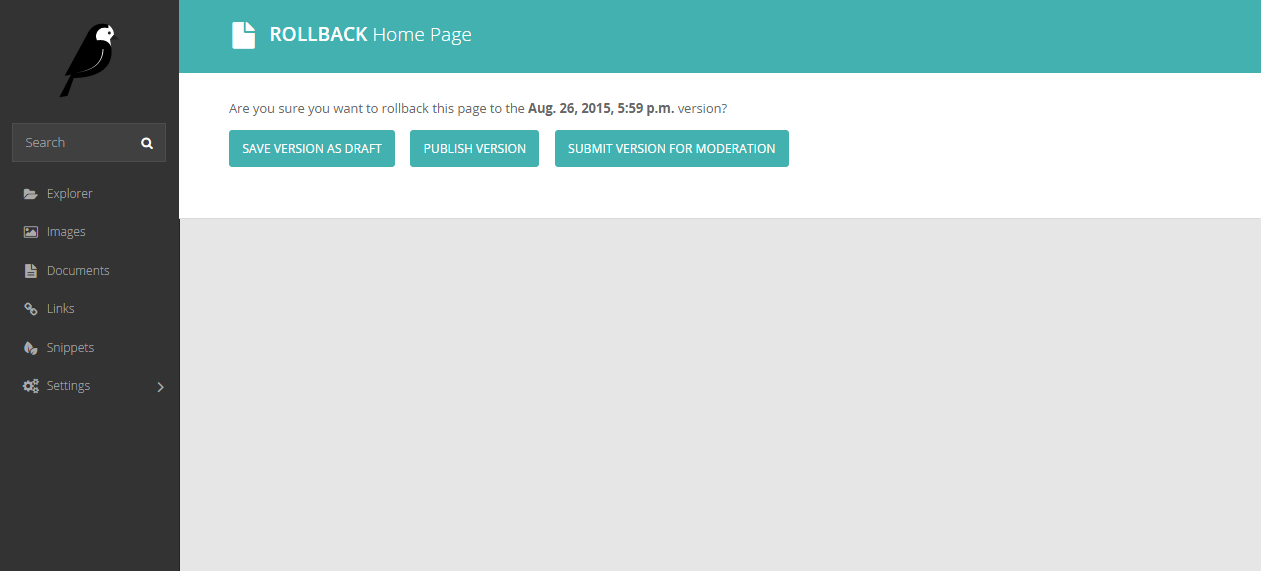 ROLLBACK Home Page
Search
Explorer
Images
Documents
Links
Snippets
Settings
Are you sure you want to rollback this page to the Aug. 26, 2015, 5:59 p.m. version?
SAVE VERSION AS DRAFT
PUBLISH VERSION
SUBMIT VERSION FOR MODERATION